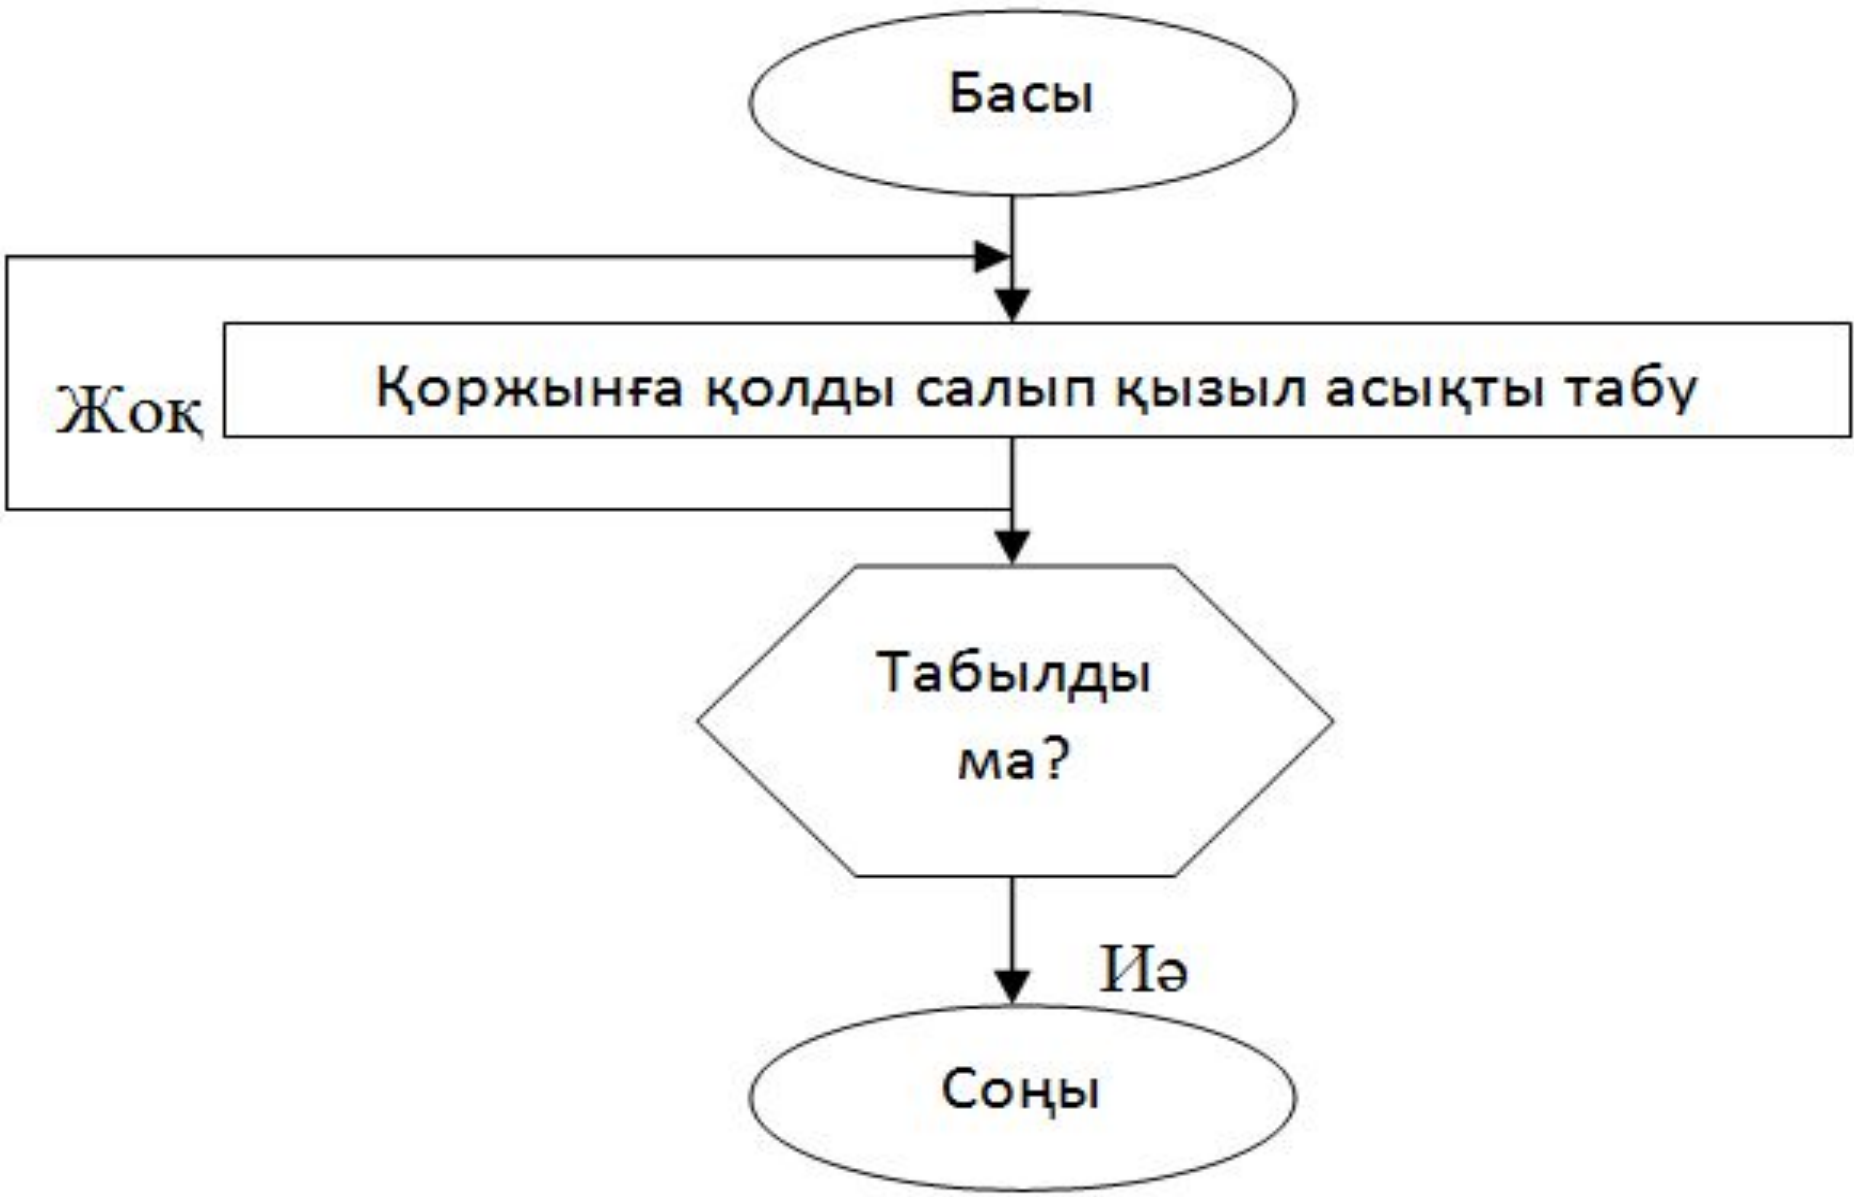 Басы
Жоқ
Қоржынға қолды салып қызыл асықты табу
Табылды
ма?
Иә
Соңы